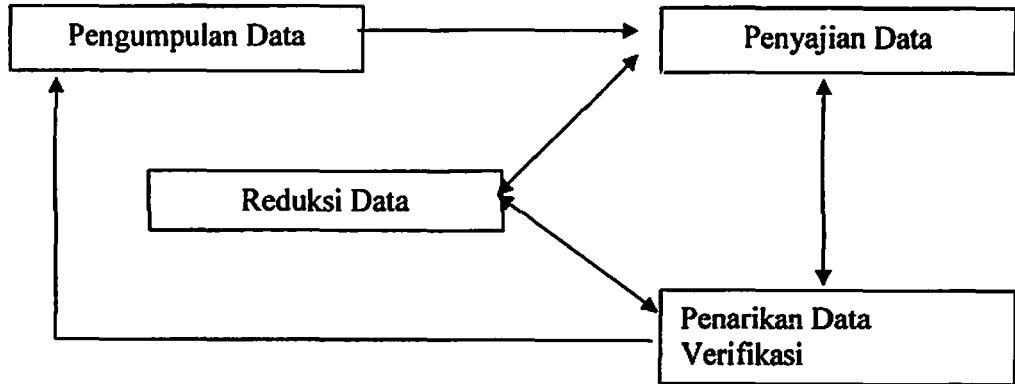 Pengumpulan Data
Penyajian Data
Reduksi Data
Penarikan Data
Verifikasi